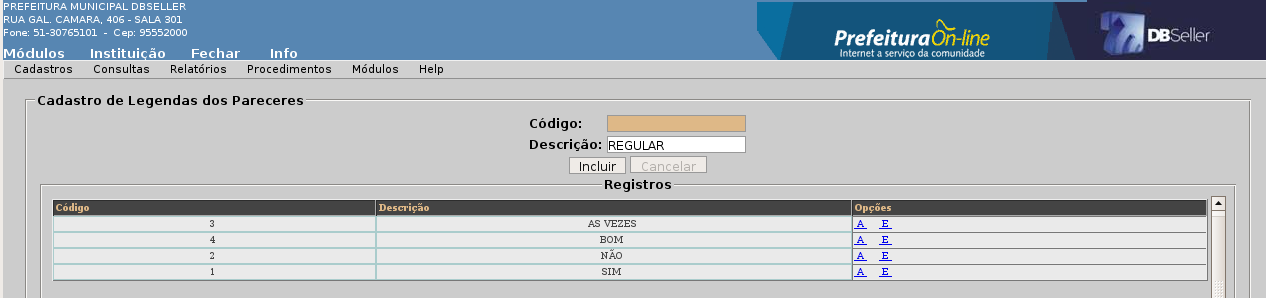 PREFEITURA MUNICIPAL DBSELLER
RUA GAL. CAMARA, 406 - SALA 301
Fone: 51-30765101 - Cep: 95552000
Módulos Instituição Fechar Info
PrefeituraOn-line
Internet a serviço da comunidade
DBSeller
Cadastros Consultas Relatórios Procedimentos Módulos Help
Cadastro de Legendas dos Pareceres
Código:
Descrição: REGULAR
Incluir Cancelar
Registros
Código Descrição Opções
3 AS VEZES A E
4 BOM A E
2 NÃO A E
1 SIM A E